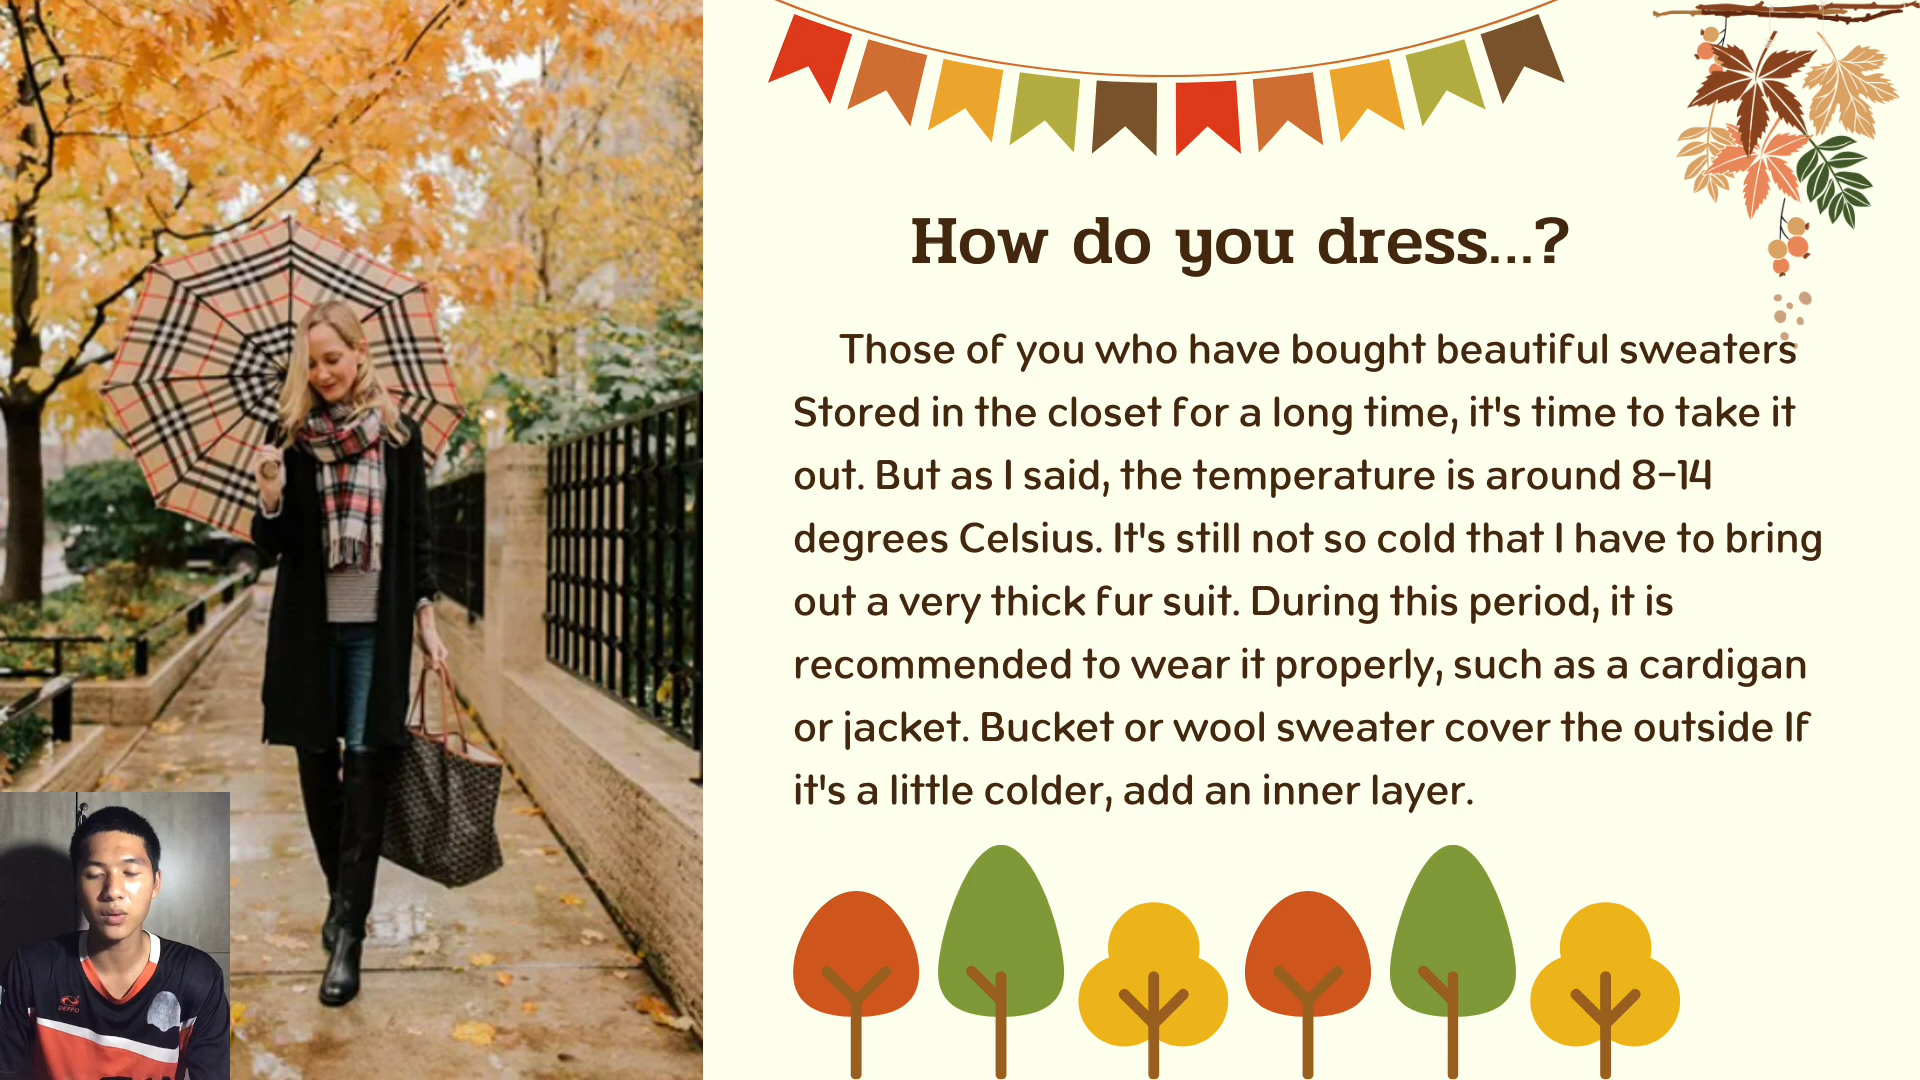 How do you dress...?
Those of you who have bought beautiful sweaters
Stored in the closet for a long time, it's time to take it
out. But as I said, the temperature is around 8-14
degrees Celsius. It's still not so cold that I have to bring
out a very thick fur suit. During this period, it is
recommended to wear it properly, such as a cardigan
or jacket. Bucket or wool sweater cover the outside If
it's a little colder, add an inner layer.
DEFFO